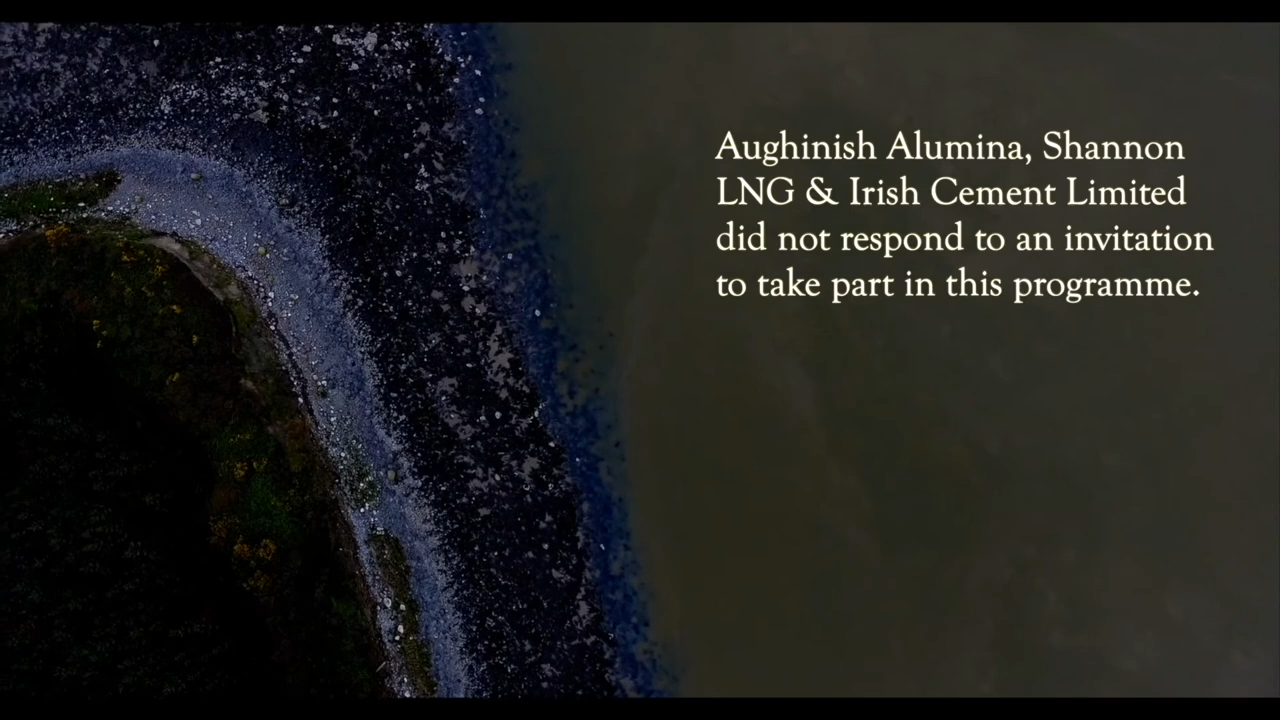 Aughinish Alumina, Shannon
LNG & Irish Cement Limited
did not respond to an invitation
to take part in this programme.